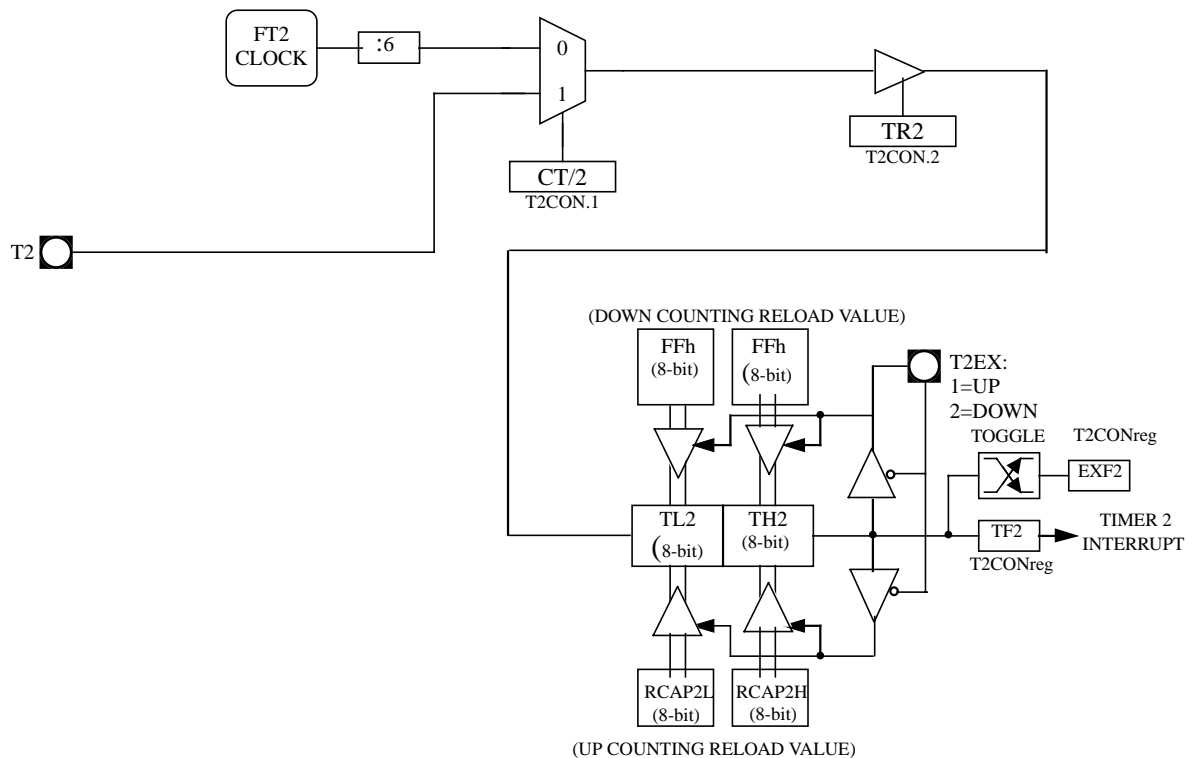 FT2
CLOCK
:6
0
1
TR2
T2CON.2
CT/2
T2CON.1
T2
(DOWN COUNTING RELOAD VALUE)
FFh
(8-bit)
FFh
(8-bit)
T2EX:
1=UP
2=DOWN
TOGGLE
T2CONreg
EXF2
TL2
(8-bit)
TH2
(8-bit)
TF2
T2CONreg
TIMER 2
INTERRUPT
RCAP2L
(8-bit)
RCAP2H
(8-bit)
(UP COUNTING RELOAD VALUE)